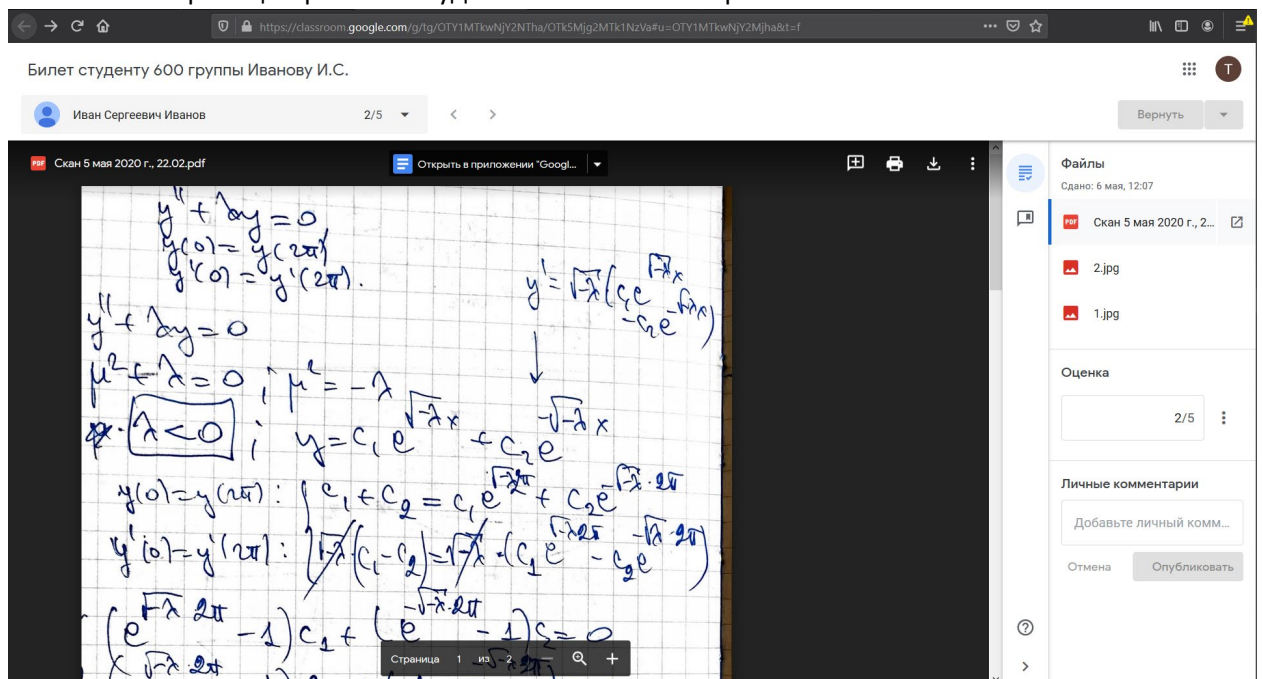 https://classroom.google.com/g/tg/OTY1MTkwNjY2NTha/OTk5Mjg2MTk1NzVa#u=OTY1MTkwNjY2Mjha&t=f
Билет студенту 600 группы Иванову И.С.
T
Иван Сергеевич Иванов
2/5
Вернуть
PDF Скан 5 мая 2020 г., 22.02.pdf
Открыть в приложении "Googl...
y'' + λy = 0,
y(0) = y(2π)
y'(0) = y'(2π).
y' = √-λ (c₁e^(√-λx)
- c₂e^(-√-λx))
y'' + λy = 0
μ² + λ = 0 ; μ² = -λ
λ < 0 ; y = c₁e^(√-λx) + c₂e^(-√-λx)
y(0) = y(2π): { c₁ + c₂ = c₁e^(√-λ2π) + c₂e^(-√-λ·2π)
y'(0) = y'(2π): { √-λ(c₁ - c₂) = √-λ·(c₁e^(√-λ2π) - c₂e^(-√-λ·2π))
(e^(√-λ2π) - 1)c₁ + (e^(-√-λ·2π) - 1)c₂ = 0
Страница 1 из 2
Файлы
Сдано: 6 мая, 12:07
PDF Скан 5 мая 2020 г., 2...
2.jpg
1.jpg
Оценка
2/5
Личные комментарии
Добавьте личный комм...
Отмена
Опубликовать